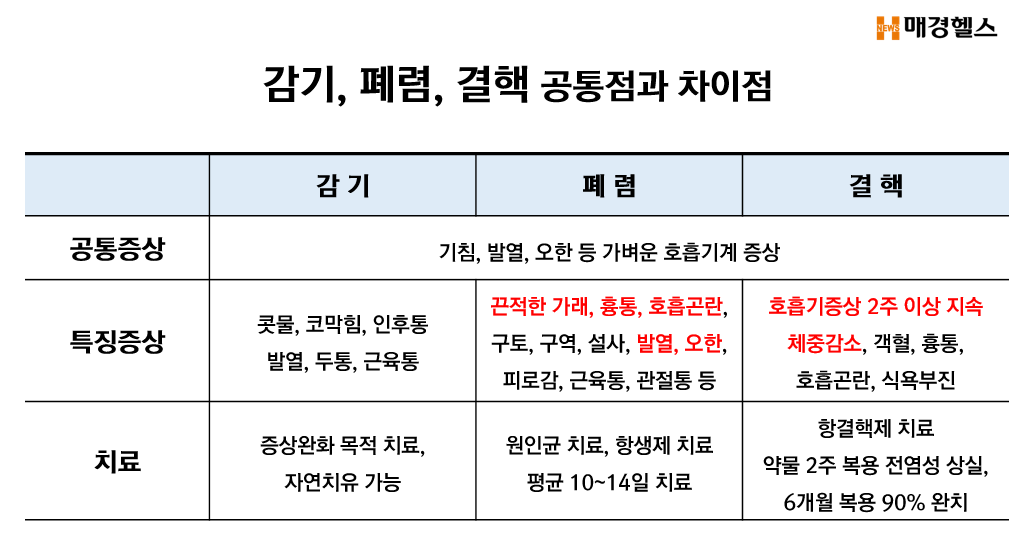 NEWS 매경헬스
감기, 폐렴, 결핵 공통점과 차이점
감 기 폐 렴 결 핵
공통증상
기침, 발열, 오한 등 가벼운 호흡기계 증상
특징증상
콧물, 코막힘, 인후통
발열, 두통, 근육통
끈적한 가래, 흉통, 호흡곤란,
구토, 구역, 설사, 발열, 오한,
피로감, 근육통, 관절통 등
호흡기증상 2주 이상 지속
체중감소, 객혈, 흉통,
호흡곤란, 식욕부진
치료
증상완화 목적 치료,
자연치유 가능
원인균 치료, 항생제 치료
평균 10~14일 치료
항결핵제 치료
약물 2주 복용 전염성 상실,
6개월 복용 90% 완치